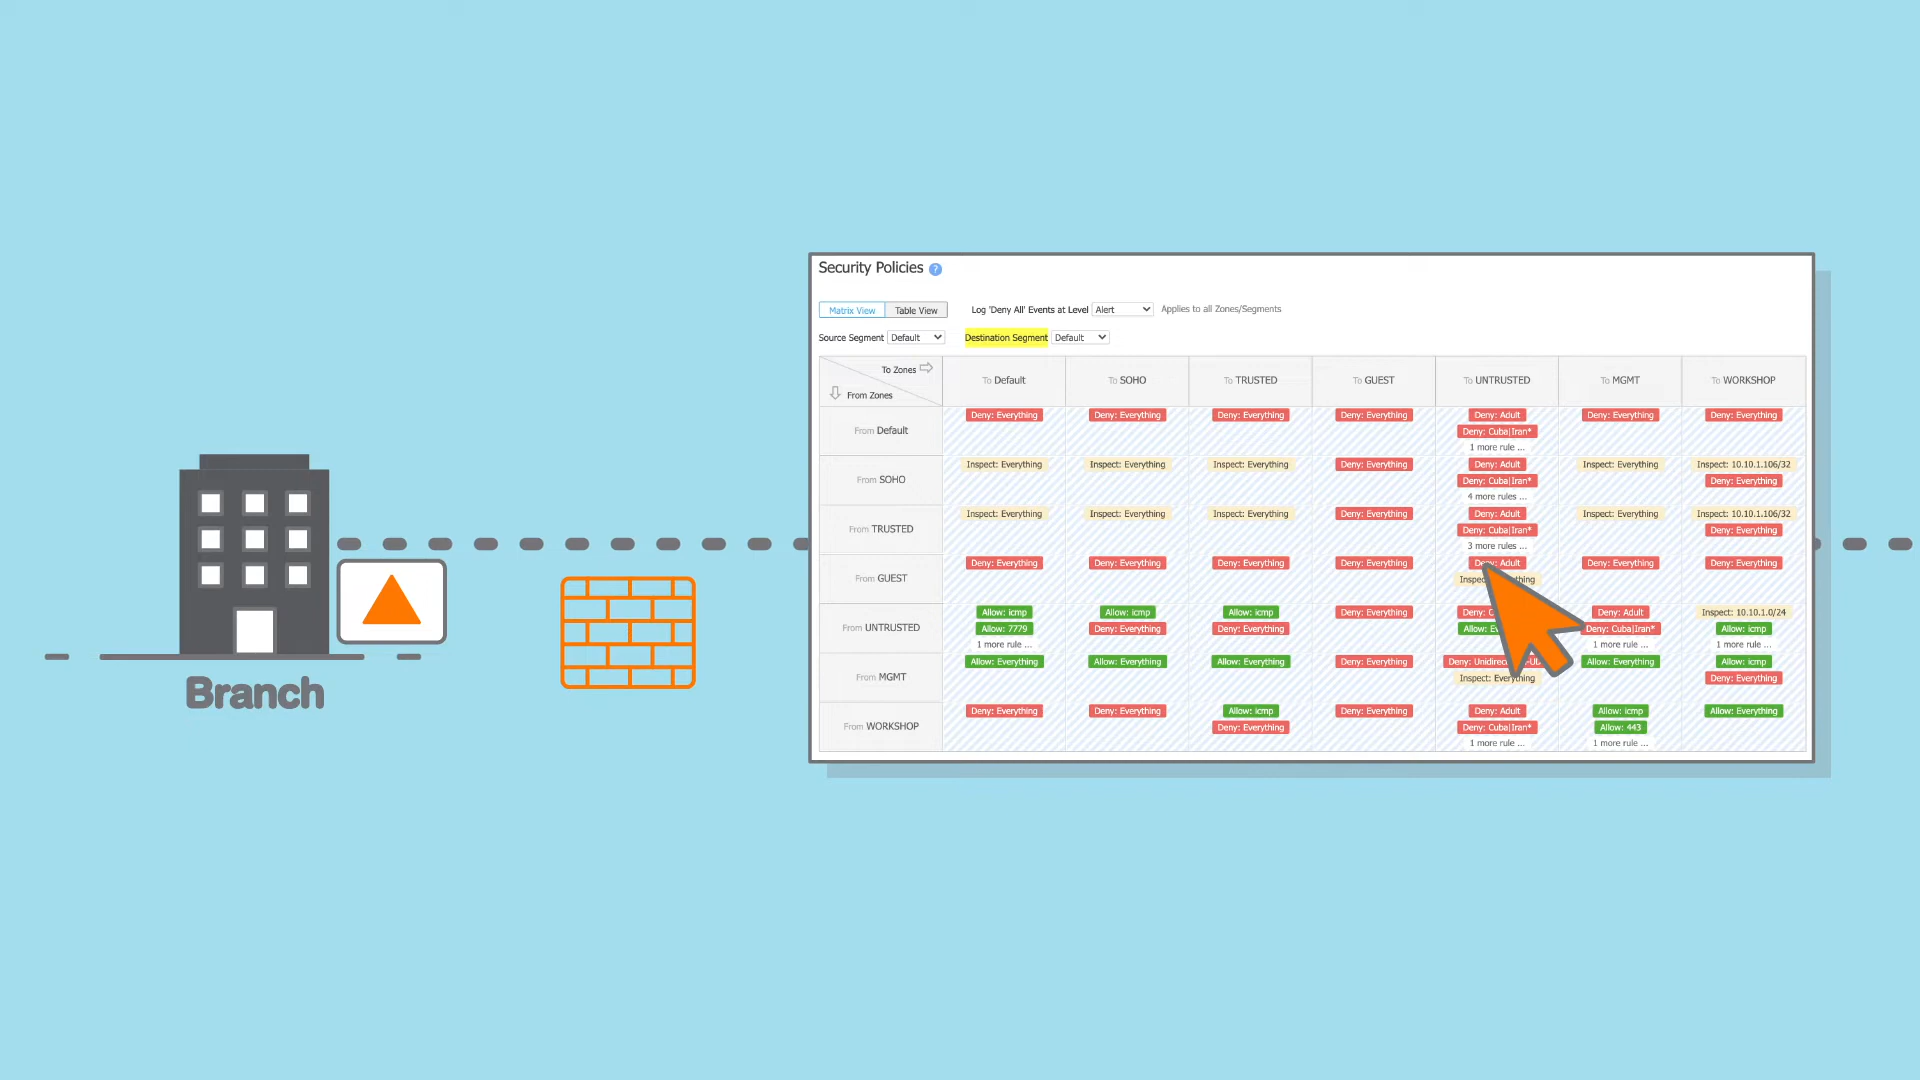 Security Policies ?
Matrix View Table View Log 'Deny All' Events at Level Alert Applies to all Zones/Segments
Source Segment Default Destination Segment Default
To Zones
From Zones
To Default To SOHO To TRUSTED To GUEST To UNTRUSTED To MGMT To WORKSHOP
From Default
Deny: Everything Deny: Everything Deny: Everything Deny: Everything Deny: Adult Deny: Everything Deny: Everything
Deny: Cuba|Iran*
1 more rule ...
From SOHO
Inspect: Everything Inspect: Everything Inspect: Everything Deny: Everything Deny: Adult Inspect: Everything Inspect: 10.10.1.106/32
Deny: Cuba|Iran* Deny: Everything
4 more rules ...
From TRUSTED
Inspect: Everything Inspect: Everything Inspect: Everything Deny: Everything Deny: Adult Inspect: Everything Inspect: 10.10.1.106/32
Deny: Cuba|Iran* Deny: Everything
3 more rules ...
From GUEST
Deny: Everything Deny: Everything Deny: Everything Deny: Everything Deny: Adult Deny: Everything Deny: Everything
From UNTRUSTED
Allow: icmp Allow: icmp Allow: icmp Deny: Everything Deny: Deny: Adult Inspect: 10.10.1.0/24
Allow: 7779 Deny: Everything Deny: Everything Allow: Deny: Cuba|Iran* Allow: icmp
1 more rule ... 1 more rule ... 1 more rule ...
From MGMT
Allow: Everything Allow: Everything Allow: Everything Deny: Everything Deny: Allow: Everything Allow: icmp
Inspect: Everything Deny: Everything
From WORKSHOP
Deny: Everything Deny: Everything Allow: icmp Deny: Everything Deny: Adult Allow: icmp Allow: Everything
Deny: Everything Deny: Cuba|Iran* Allow: 443
1 more rule ... 1 more rule ...
Branch